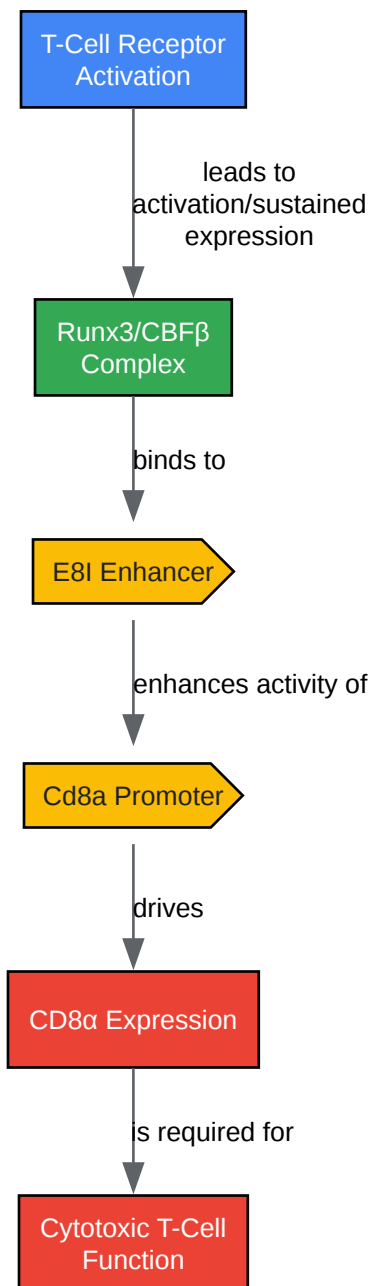 T-Cell Receptor
Activation
leads to
activation/sustained
expression
Runx3/CBFβ
Complex
binds to
E8I Enhancer
enhances activity of
Cd8a Promoter
drives
CD8α Expression
is required for
Cytotoxic T-Cell
Function